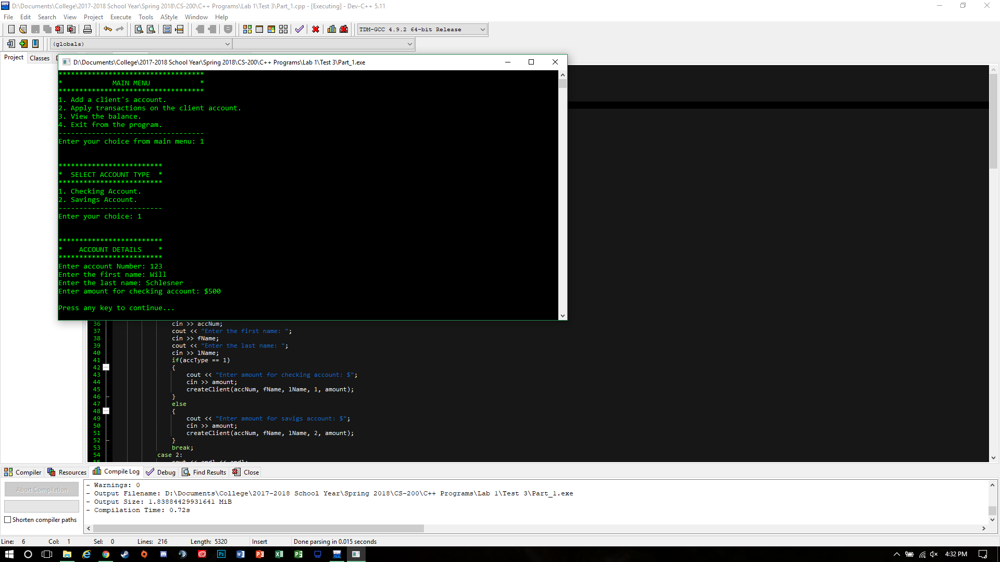 D:\Documents\College\2017-2018 School Year\Spring 2018\CS-200\C++ Programs\Lab 1\Test 3\Part_1.cpp - [Executing] - Dev-C++ 5.11
File Edit Search View Project Execute Tools AStyle Window Help
TDM-GCC 4.9.2 64-bit Release
(globals)
Project Classes D
D:\Documents\College\2017-2018 School Year\Spring 2018\CS-200\C++ Programs\Lab 1\Test 3\Part_1.exe
***********************************
* MAIN MENU *
***********************************
1. Add a client's account.
2. Apply transactions on the client account.
3. View the balance.
4. Exit from the program.
-----------------------------------
Enter your choice from main menu: 1
*************************
* SELECT ACCOUNT TYPE *
*************************
1. Checking Account.
2. Savings Account.
-------------------------
Enter your choice: 1
*************************
* ACCOUNT DETAILS *
*************************
Enter account Number: 123
Enter the first name: Will
Enter the last name: Schlesner
Enter amount for checking account: $500
Press any key to continue...
36 cin >> accNum;
37 cout << "Enter the first name: ";
38 cin >> fName;
39 cout << "Enter the last name: ";
40 cin >> lName;
41 if(accType == 1)
42 {
43 cout << "Enter amount for checking account: $";
44 cin >> amount;
45 createClient(accNum, fName, lName, 1, amount);
46 }
47 else
48 {
49 cout << "Enter amount for savigs account: $";
50 cin >> amount;
51 createClient(accNum, fName, lName, 2, amount);
52 }
53 break;
54 case 2:
55 cout << endl << endl;
Compiler Resources Compile Log Debug Find Results Close
Abort Compilation
Shorten compiler paths
- Warnings: 0
- Output Filename: D:\Documents\College\2017-2018 School Year\Spring 2018\CS-200\C++ Programs\Lab 1\Test 3\Part_1.exe
- Output Size: 1.83884429931641 MiB
- Compilation Time: 0.72s
Line: 6 Col: 1 Sel: 0 Lines: 216 Length: 5320 Insert Done parsing in 0.015 seconds
4:32 PM